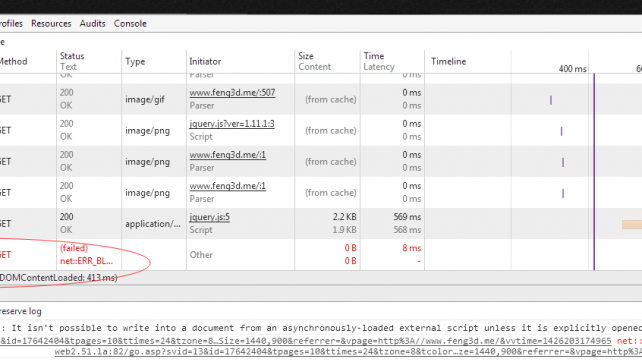 rofiles Resources Audits Console
Method Status Type Initiator Size Time Timeline
Text Content Latency 400 ms
OK Parser 0 ms
GET 200 image/gif www.feng3d.me/:507 (from cache) 0 ms
OK Parser 0 ms
GET 200 image/png jquery.js?ver=1.11.1:3 (from cache) 0 ms
OK Script 0 ms
GET 200 image/png www.feng3d.me/:1 (from cache) 0 ms
OK Parser 0 ms
GET 200 image/png www.feng3d.me/:1 (from cache) 0 ms
OK Parser 0 ms
GET 200 application/... jquery.js:5 2.2 KB 569 ms
OK Script 1.9 KB 568 ms
GET (failed) Other 0 B 8 ms
net::ERR_BL... 0 B -
DOMContentLoaded: 413 ms)
reserve log
: It isn't possible to write into a document from an asynchronously-loaded external script unless it is explicitly opened
&id=17642404&tpages=10&ttimes=24&tzone=8…Size=1440,900&referrer=&vpage=http%3A//www.feng3d.me/&vvtime=1426203174965 net:
web2.51.la:82/go.asp?svid=13&id=17642404&tpages=10&ttimes=24&tzone=8&tcolor…ze=1440,900&referrer=&vpage=http%3A